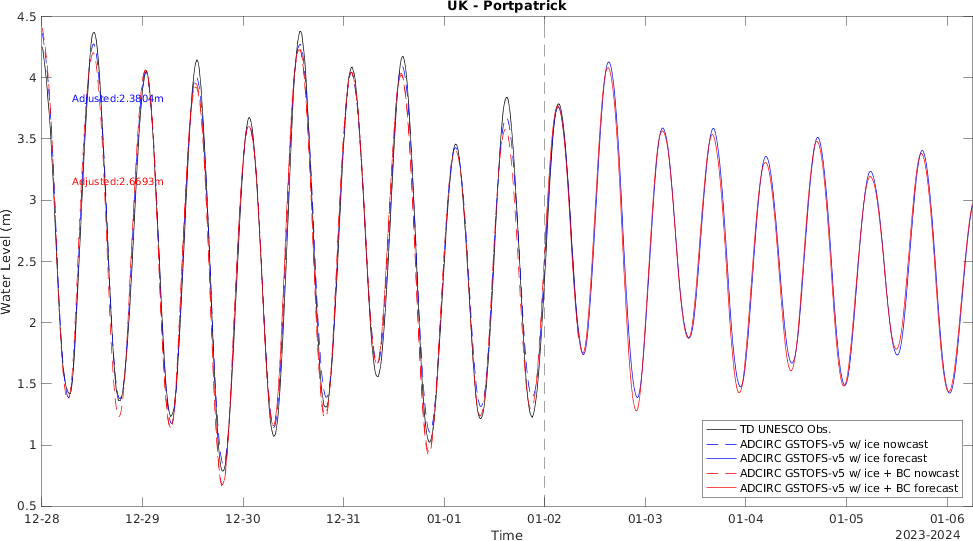 UK - Portpatrick
4.5
4
3.5
3
2.5
2
1.5
1
0.5
Water Level (m)
Adjusted:2.3804m
Adjusted:2.6693m
TD UNESCO Obs.
ADCIRC GSTOFS-v5 w/ ice nowcast
ADCIRC GSTOFS-v5 w/ ice forecast
ADCIRC GSTOFS-v5 w/ ice + BC nowcast
ADCIRC GSTOFS-v5 w/ ice + BC forecast
12-28 12-29 12-30 12-31 01-01 01-02 01-03 01-04 01-05 01-06
Time
2023-2024